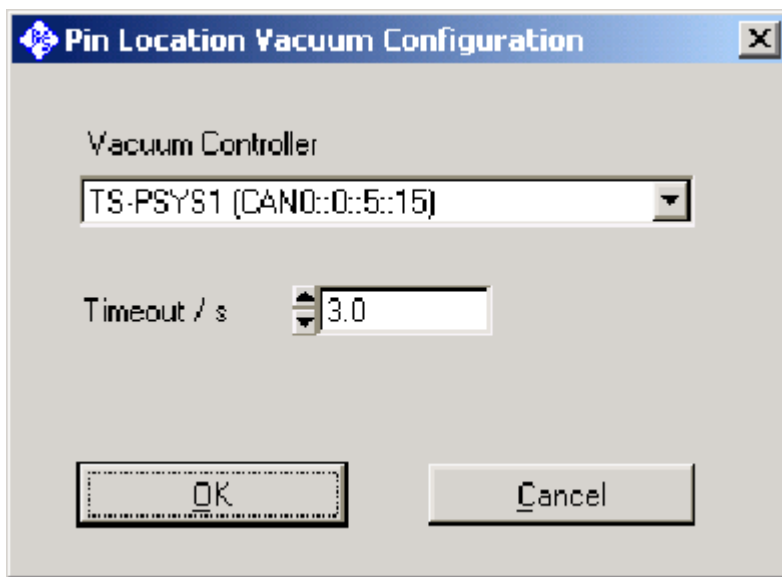 Pin Location Vacuum Configuration
Vacuum Controller
TS-PSYS1 (CAN0::0::5::15)
Timeout / s 3.0
OK Cancel